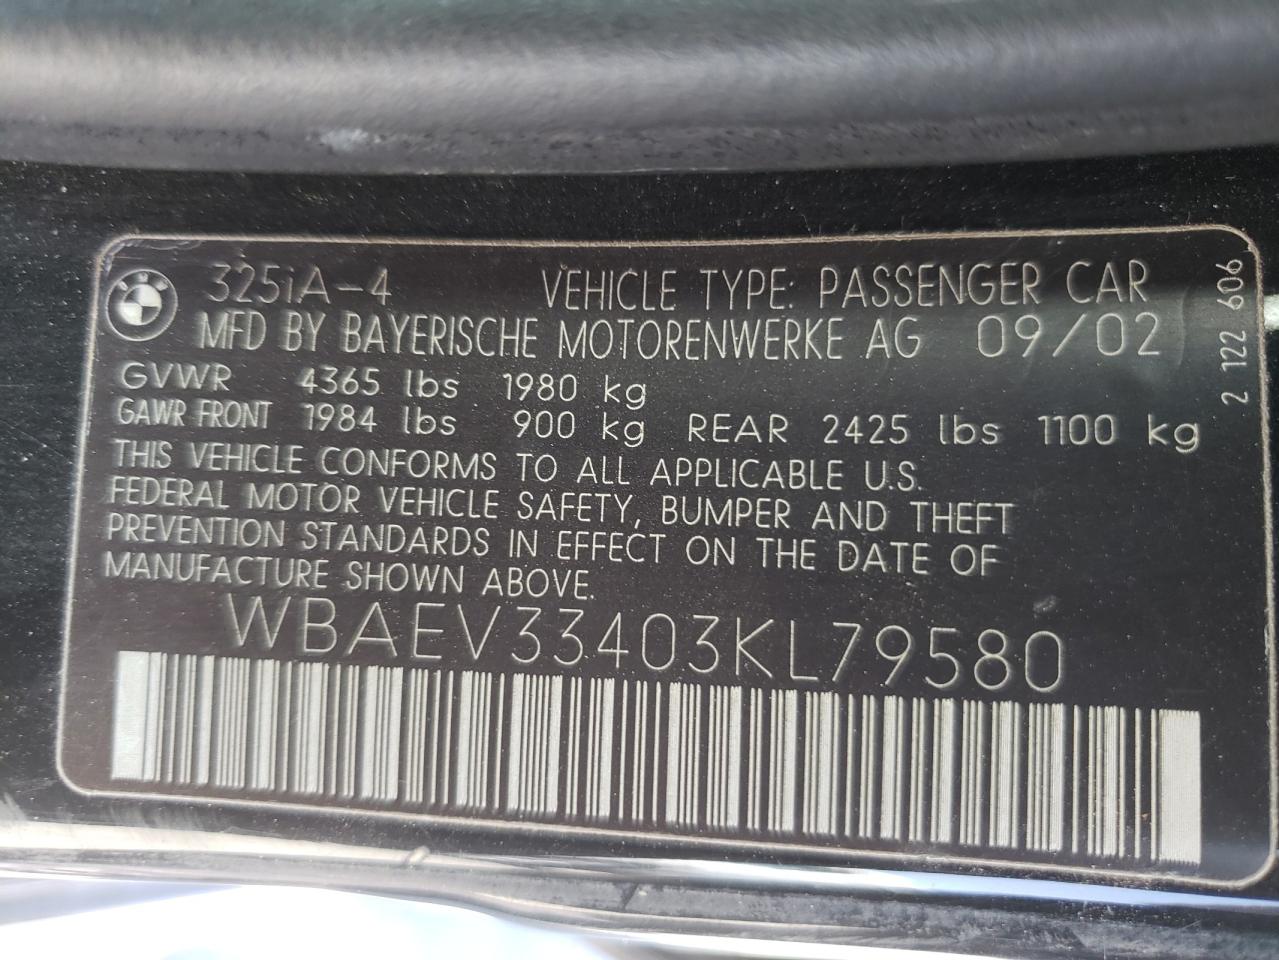 325iA-4 VEHICLE TYPE: PASSENGER CAR
MFD BY BAYERISCHE MOTORENWERKE AG 09/02
GVWR 4365 lbs 1980 kg
GAWR FRONT 1984 lbs 900 kg REAR 2425 lbs 1100 kg
THIS VEHICLE CONFORMS TO ALL APPLICABLE U.S.
FEDERAL MOTOR VEHICLE SAFETY, BUMPER AND THEFT
PREVENTION STANDARDS IN EFFECT ON THE DATE OF
MANUFACTURE SHOWN ABOVE.
WBAEV33403KL79580
2 122 606